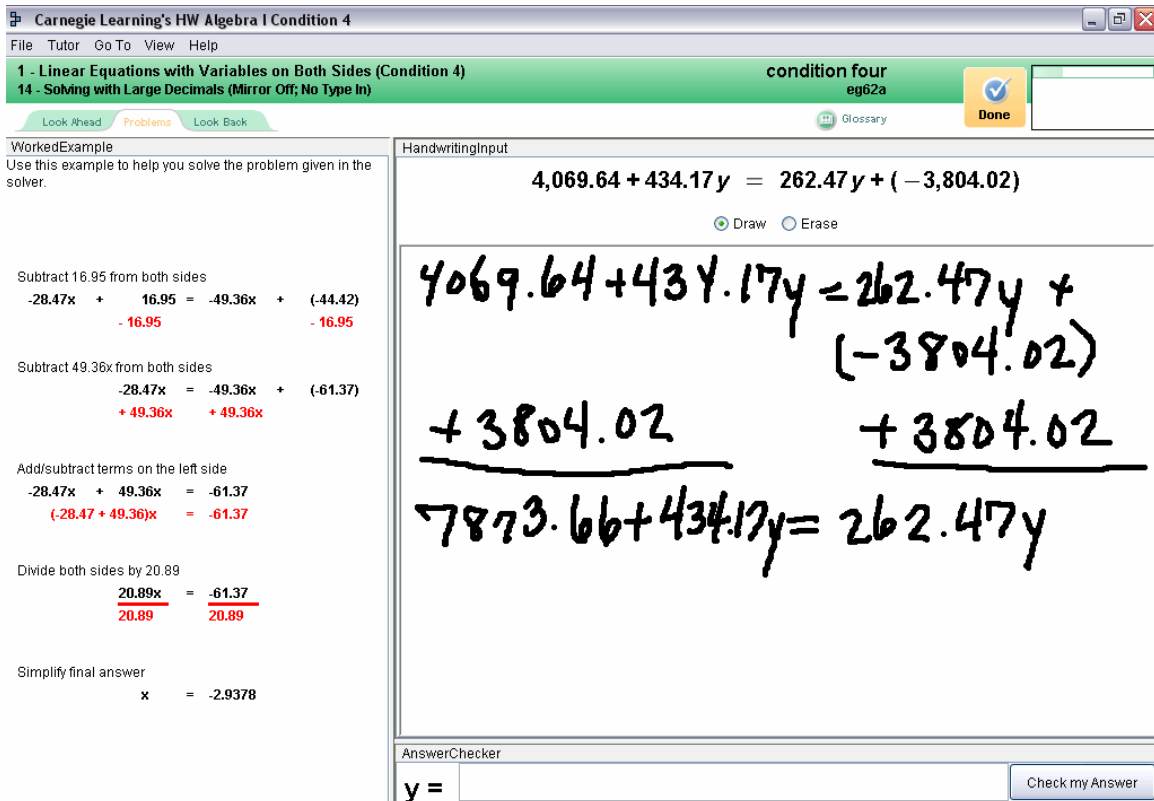 Carnegie Learning's HW Algebra I Condition 4
File Tutor Go To View Help
1 - Linear Equations with Variables on Both Sides (Condition 4)
14 - Solving with Large Decimals (Mirror Off; No Type In)
condition four
eg62a
Done
Look Ahead Problems Look Back
Glossary
WorkedExample
Use this example to help you solve the problem given in the
solver.
Subtract 16.95 from both sides
-28.47x + 16.95 = -49.36x + (-44.42)
- 16.95 - 16.95
Subtract 49.36x from both sides
-28.47x = -49.36x + (-61.37)
+ 49.36x + 49.36x
Add/subtract terms on the left side
-28.47x + 49.36x = -61.37
(-28.47 + 49.36)x = -61.37
Divide both sides by 20.89
20.89x = -61.37
20.89 20.89
Simplify final answer
x = -2.9378
HandwritingInput
4,069.64 + 434.17y = 262.47y + ( −3,804.02)
Draw Erase
4069.64+434.17y=262.47y +
(-3804.02)
+3804.02 +3804.02
7873.66+434.17y=262.47y
AnswerChecker
y =
Check my Answer